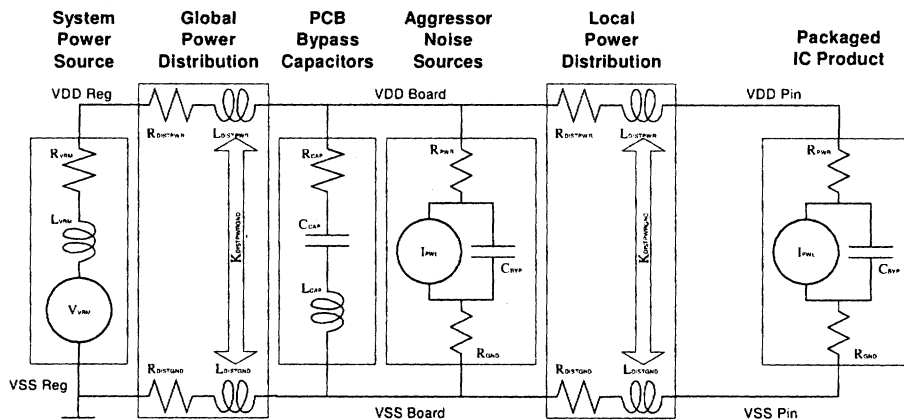 System
Power
Source
Global
Power
Distribution
PCB
Bypass
Capacitors
Aggressor
Noise
Sources
Local
Power
Distribution
Packaged
IC Product
VDD Reg
VDD Board
VDD Pin
RDISTPWR
LDISTPWR
RDISTPWR
LDISTPWR
RVRM
RCAP
RPWR
RPWR
LVRM
CCAP
KDISTPWRGND
IPWL
CBYP
KDISTPWRGND
IPWL
CBYP
VVRM
LCAP
RGND
RGND
RDISTGND
LDISTGND
RDISTGND
LDISTGND
VSS Reg
VSS Board
VSS Pin